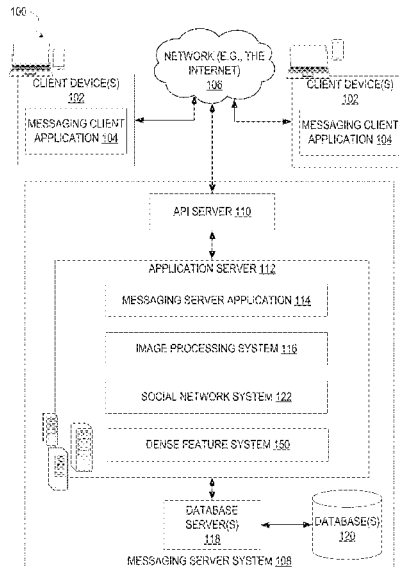 100
NETWORK (E.G., THE
INTERNET)
106
CLIENT DEVICE(S)
102
MESSAGING CLIENT
APPLICATION 104
CLIENT DEVICE(S)
102
MESSAGING CLIENT
APPLICATION 104
API SERVER 110
APPLICATION SERVER 112
MESSAGING SERVER APPLICATION 114
IMAGE PROCESSING SYSTEM 116
SOCIAL NETWORK SYSTEM 122
DENSE FEATURE SYSTEM 150
DATABASE
SERVER(S)
118
DATABASE(S)
120
MESSAGING SERVER SYSTEM 108